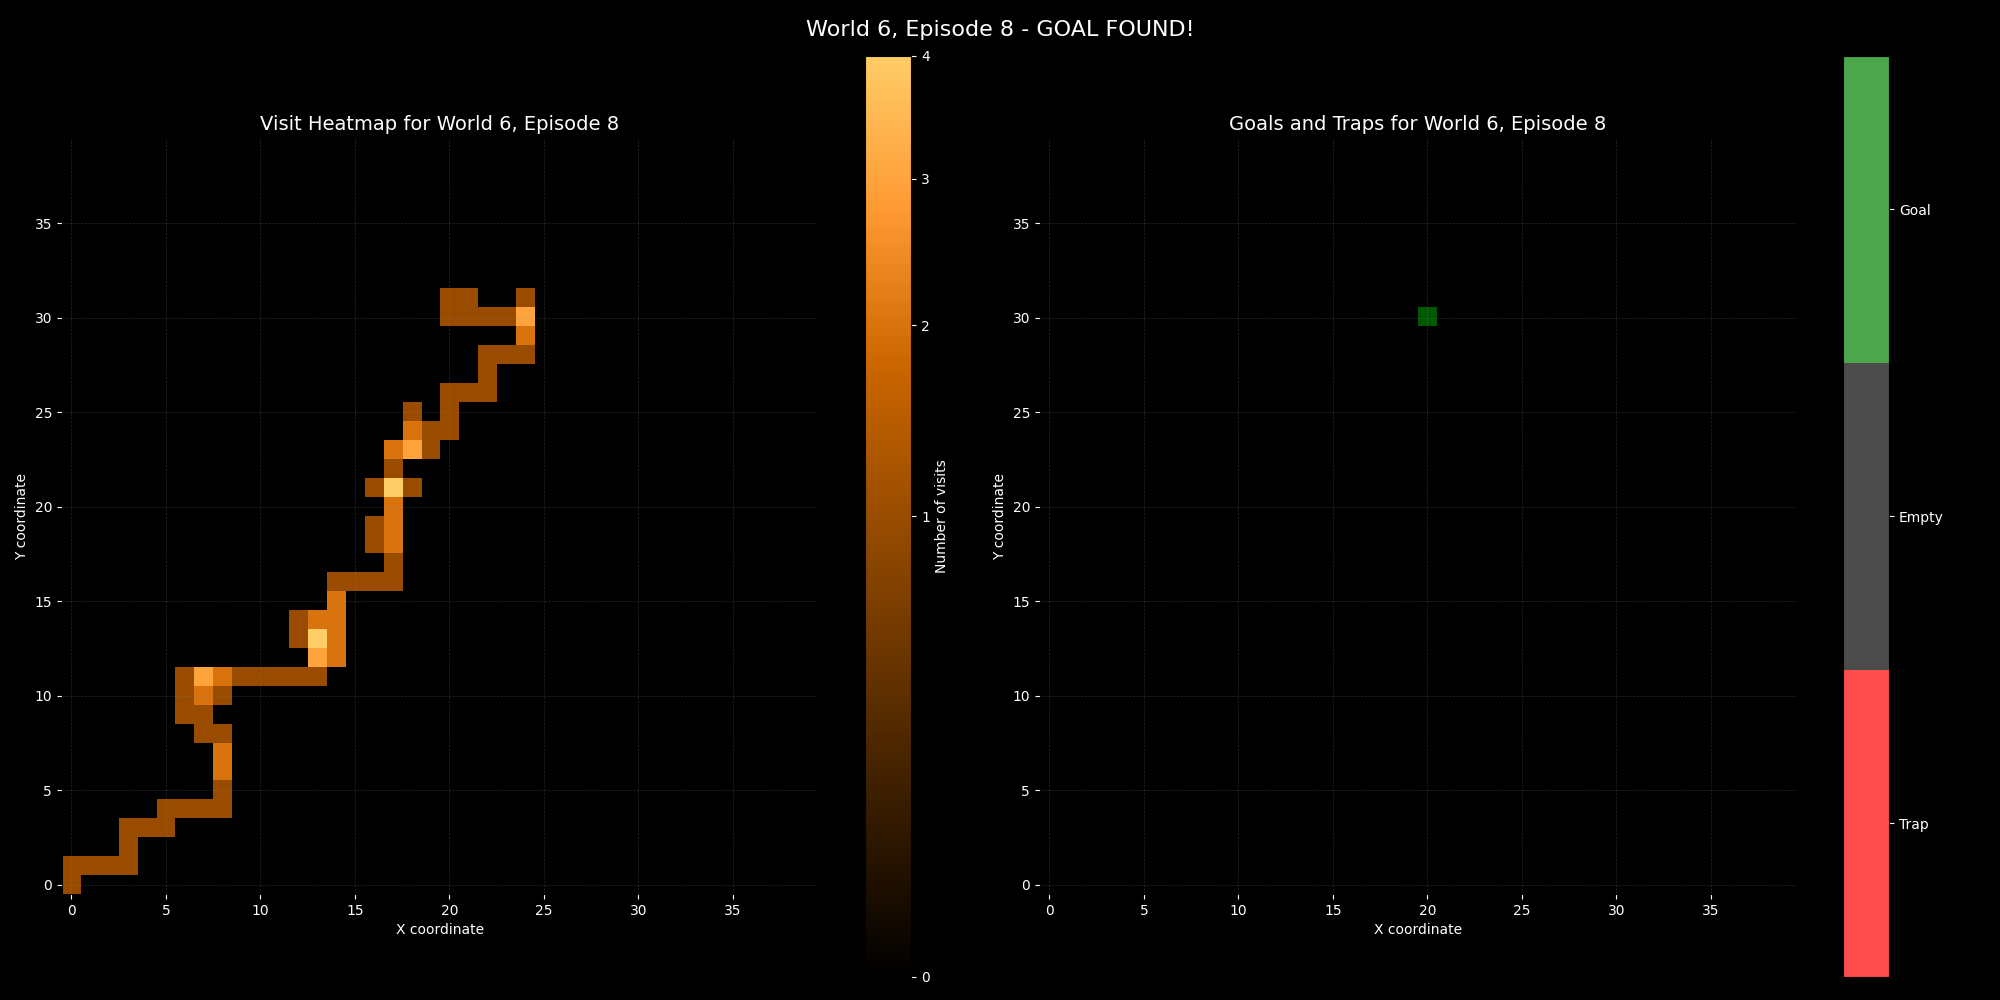 World 6, Episode 8 - GOAL FOUND!
Visit Heatmap for World 6, Episode 8
35
30
25
20
15
10
5
0
Y coordinate
0 5 10 15 20 25 30 35
X coordinate
4
3
2
1
0
Number of visits
Goals and Traps for World 6, Episode 8
35
30
25
20
15
10
5
0
Y coordinate
0 5 10 15 20 25 30 35
X coordinate
Goal
Empty
Trap